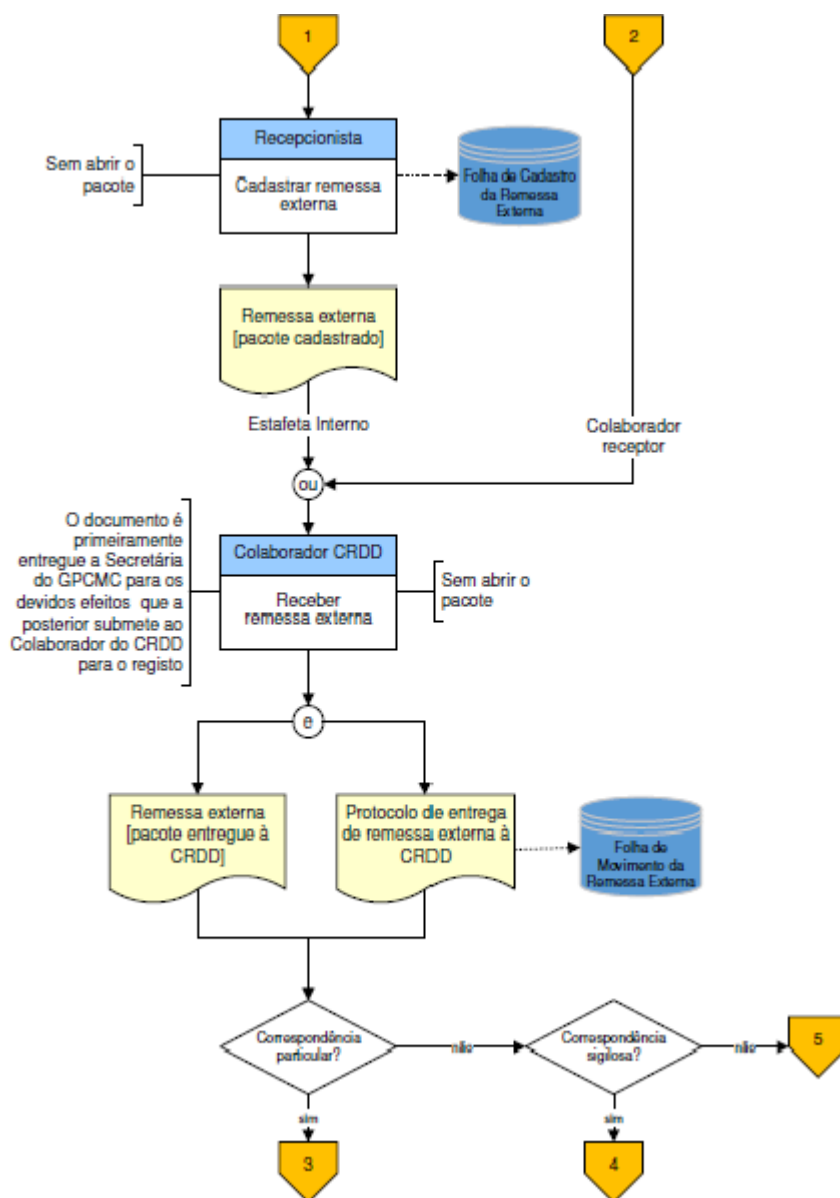 1
2
Recepcionista
Sem abrir o
pacote
Cadastrar remessa
externa
Folha de Cadastro
da Remessa
Externa
Remessa externa
[pacote cadastrado]
Estafeta Interno
Colaborador
receptor
ou
O documento é
primeiramente
entregue a Secretária
do GPCMC para os
devidos efeitos que a
posterior submete ao
Colaborador do CRDD
para o registo
Colaborador CRDD
Receber
remessa externa
Sem abrir o
pacote
e
Remessa externa
[pacote entregue à
CRDD]
Protocolo de entrega
de remessa externa à
CRDD
Folha de
Movimento da
Remessa Externa
Correspondência
particular?
não
Correspondência
sigilosa?
não
5
sim
sim
3
4